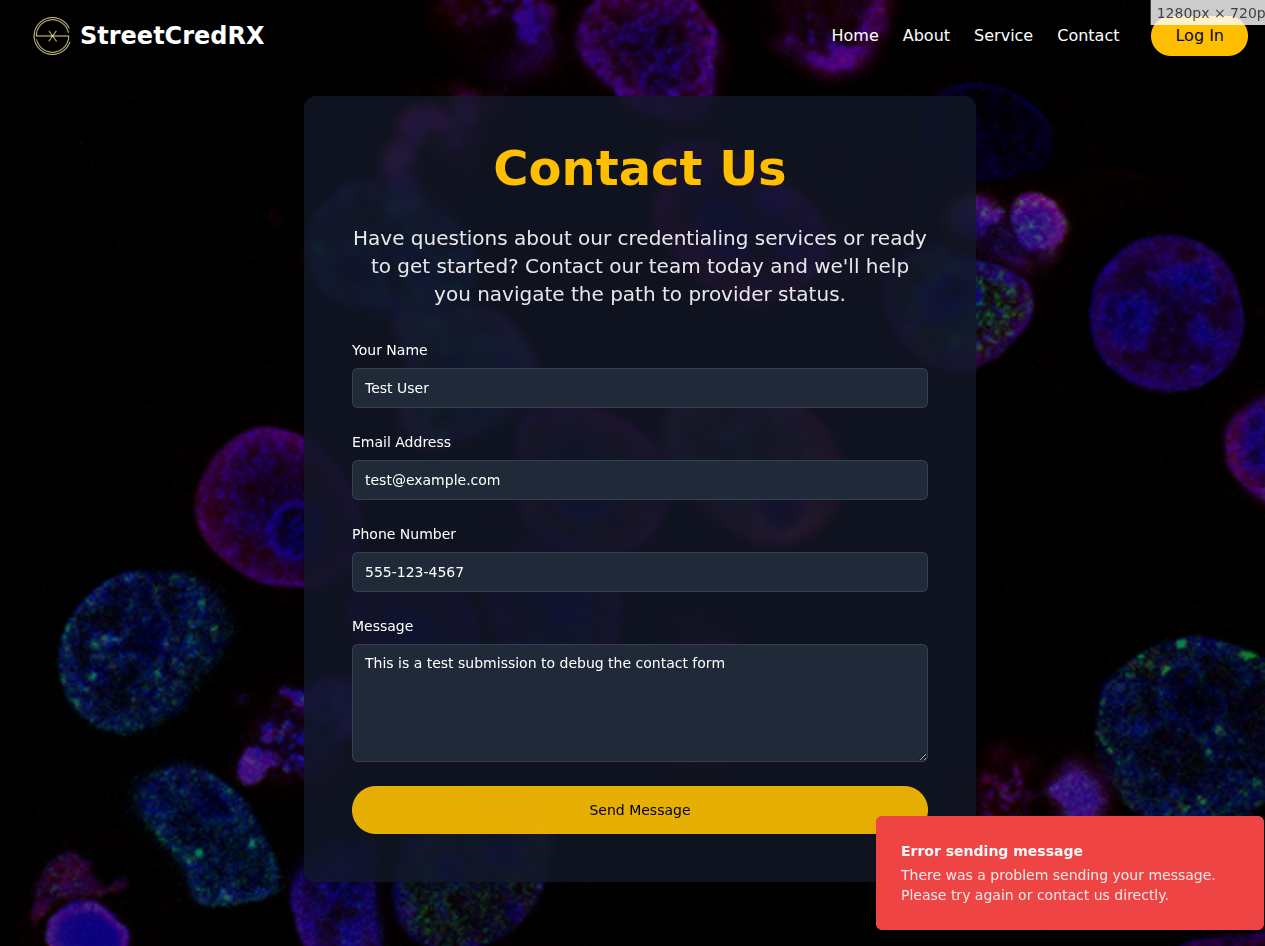 StreetCredRX
Home
About
Service
Contact
1280px × 720p
Log In
Contact Us
Have questions about our credentialing services or ready
to get started? Contact our team today and we'll help
you navigate the path to provider status.
Your Name
Test User
Email Address
test@example.com
Phone Number
555-123-4567
Message
This is a test submission to debug the contact form
Send Message
Error sending message
There was a problem sending your message.
Please try again or contact us directly.